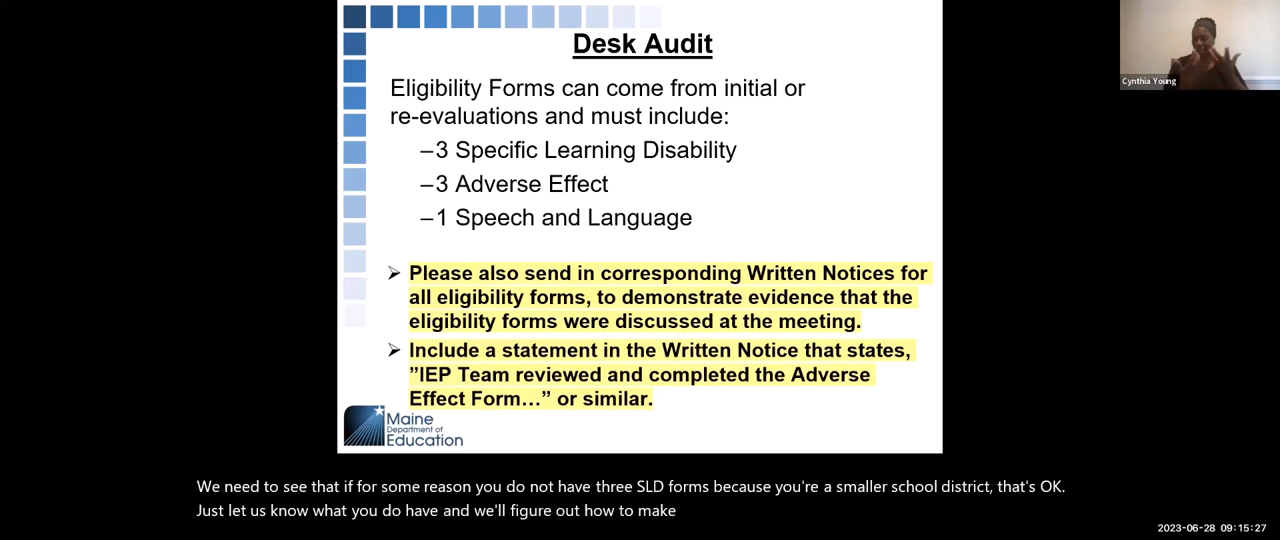 Desk Audit
Cynthia Young
Eligibility Forms can come from initial or
re-evaluations and must include:
–3 Specific Learning Disability
–3 Adverse Effect
–1 Speech and Language
➢ Please also send in corresponding Written Notices for
all eligibility forms, to demonstrate evidence that the
eligibility forms were discussed at the meeting.
➢ Include a statement in the Written Notice that states,
”IEP Team reviewed and completed the Adverse
Effect Form…” or similar.
Maine
Department of
Education
We need to see that if for some reason you do not have three SLD forms because you're a smaller school district, that's OK.
Just let us know what you do have and we'll figure out how to make
2023-06-28 09:15:27